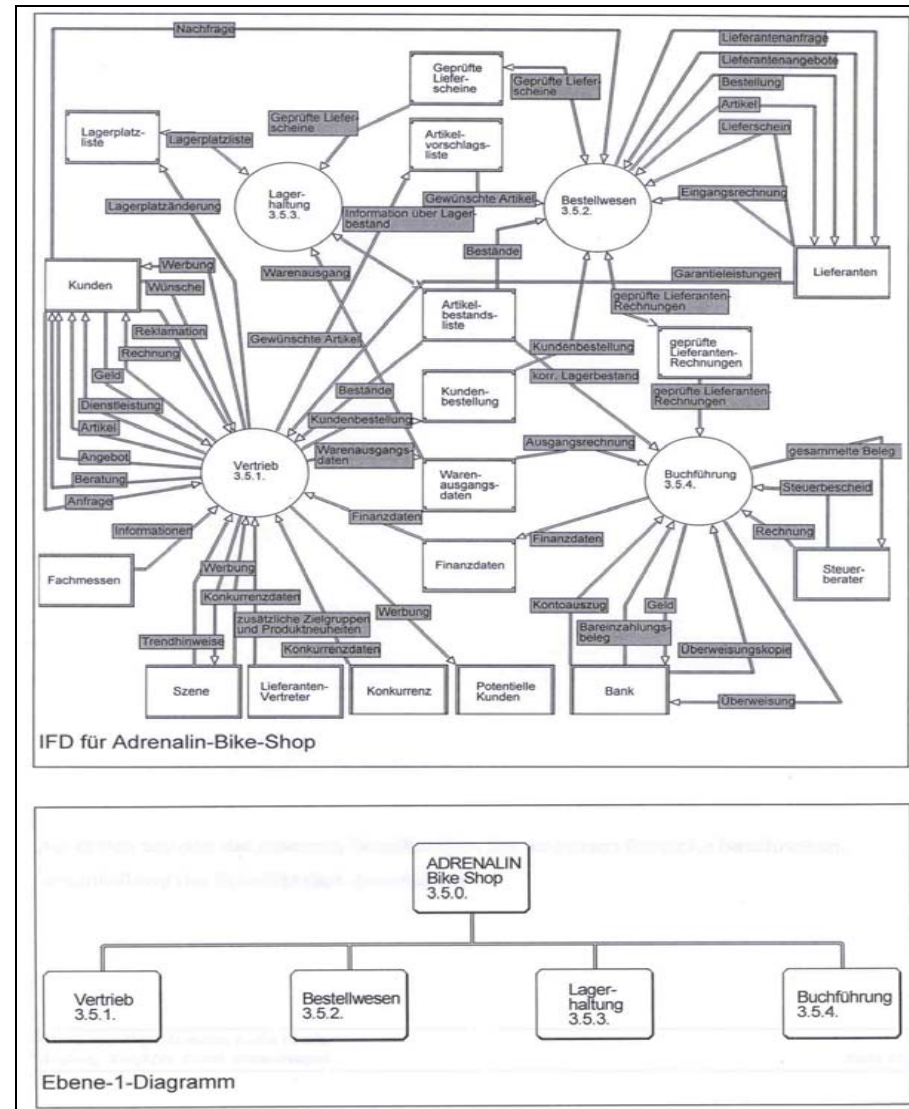 Nachfrage
Lieferantenanfrage
Lieferantenangebote
Bestellung
Artikel
Lieferschein
Eingangsrechnung
Geprüfte
Liefer-
scheine
Geprüfte Liefer-
scheine
Geprüfte Liefer-
scheine
Lagerplatz-
liste
Lagerplatzliste
Artikel-
vorschlags-
liste
Lager-
haltung
3.5.3.
Bestellwesen
3.5.2.
Gewünschte Artikel
Lagerplatzänderung
Information über Lager-
bestand
Bestände
Kunden
Werbung
Wünsche
Reklamation
Rechnung
Geld
Dienstleistung
Artikel
Angebot
Beratung
Anfrage
Warenausgang
Garantieleistungen
Lieferanten
Artikel-
bestands-
liste
geprüfte Lieferanten-
Rechnungen
geprüfte
Lieferanten-
Rechnungen
Gewünschte Artikel
Kundenbestellung
korr. Lagerbestand
geprüfte Lieferanten-
Rechnungen
Bestände
Kunden-
bestellung
Kundenbestellung
Vertrieb
3.5.1.
Warenausgangs-
daten
Waren-
ausgangs-
daten
Ausgangsrechnung
Buchführung
3.5.4.
gesammelte Beleg
Steuerbescheid
Rechnung
Steuer-
berater
Informationen
Fachmessen
Finanzdaten
Finanzdaten
Finanzdaten
Werbung
Konkurrenzdaten
zusätzliche Zielgruppen
und Produktneuheiten
Trendhinweise
Konkurrenzdaten
Werbung
Kontoauszug
Bareinzahlungs-
beleg
Geld
Überweisungskopie
Überweisung
Szene
Lieferanten-
Vertreter
Konkurrenz
Potentielle
Kunden
Bank
IFD für Adrenalin-Bike-Shop
ADRENALIN
Bike Shop
3.5.0.
Vertrieb
3.5.1.
Bestellwesen
3.5.2.
Lager-
haltung
3.5.3.
Buchführung
3.5.4.
Ebene-1-Diagramm